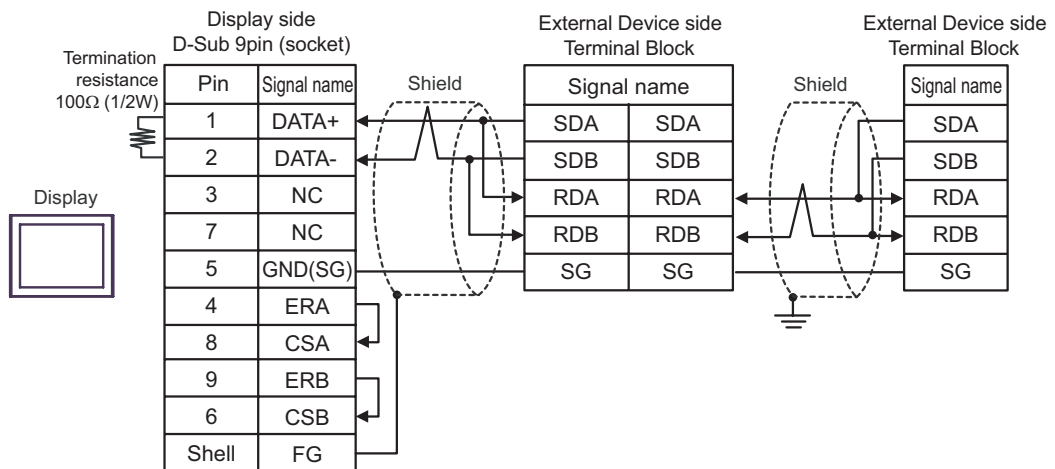 Display side
D-Sub 9pin (socket)
External Device side
Terminal Block
External Device side
Terminal Block
Termination
resistance
100Ω (1/2W)
Display
Pin Signal name
1 DATA+
2 DATA-
3 NC
7 NC
5 GND(SG)
4 ERA
8 CSA
9 ERB
6 CSB
Shell FG
Shield
Signal name
SDA SDA
SDB SDB
RDA RDA
RDB RDB
SG SG
Shield
Signal name
SDA
SDB
RDA
RDB
SG